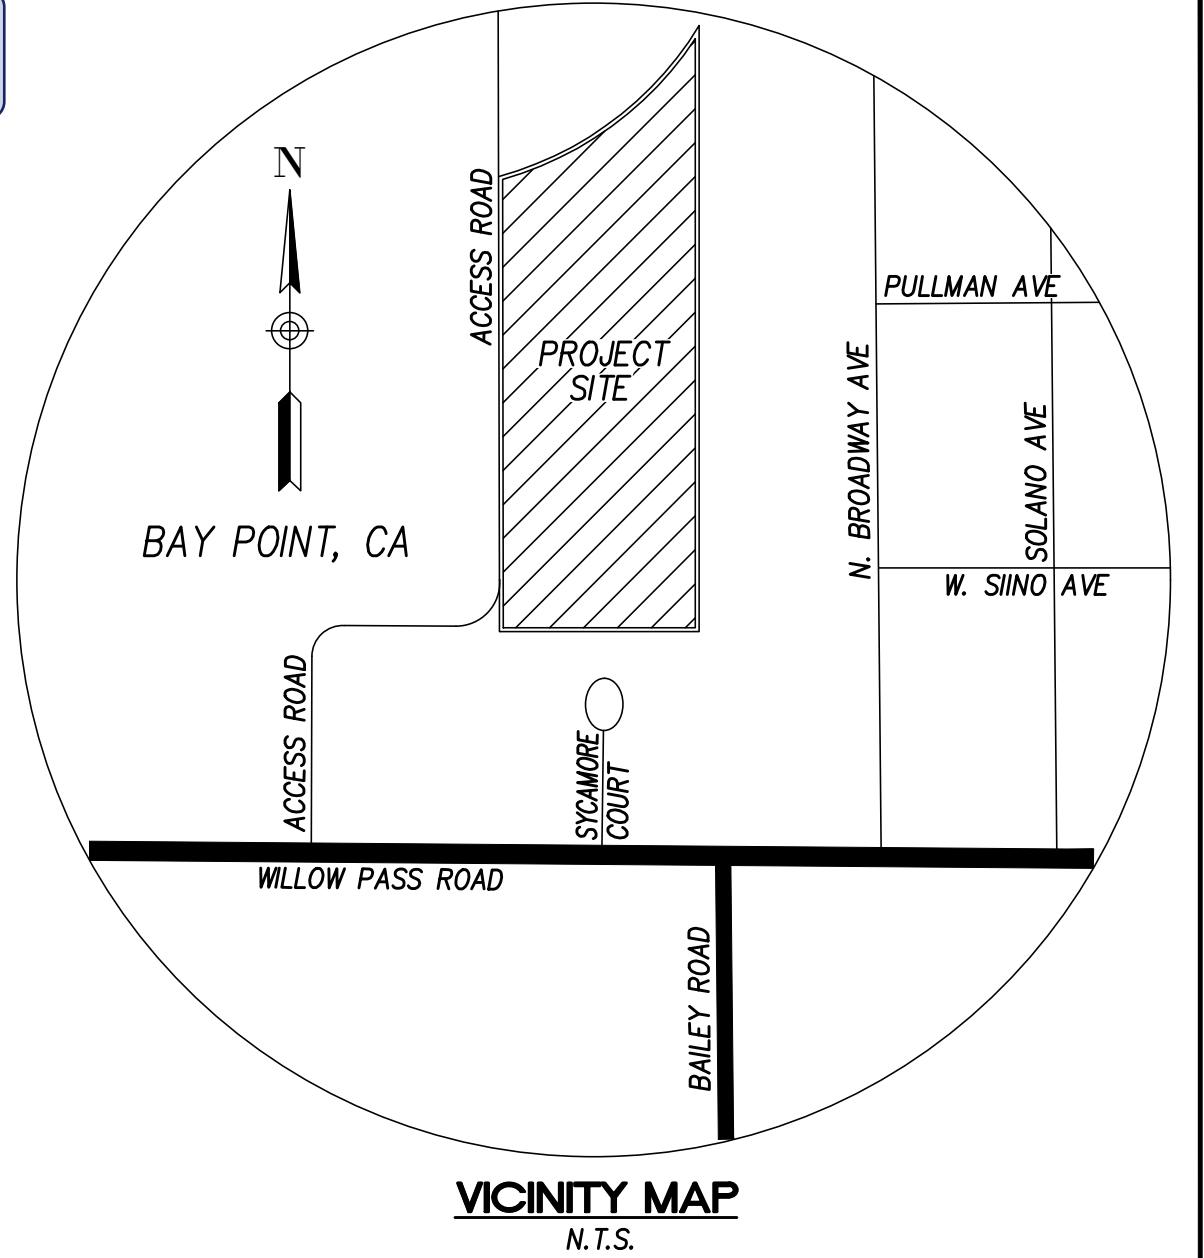 N
ACCESS ROAD
PULLMAN AVE
PROJECT
SITE
N. BROADWAY AVE
SOLANO AVE
BAY POINT, CA
W. SIINO AVE
ACCESS ROAD
SYCAMORE
COURT
WILLOW PASS ROAD
BAILEY ROAD
VICINITY MAP
N.T.S.